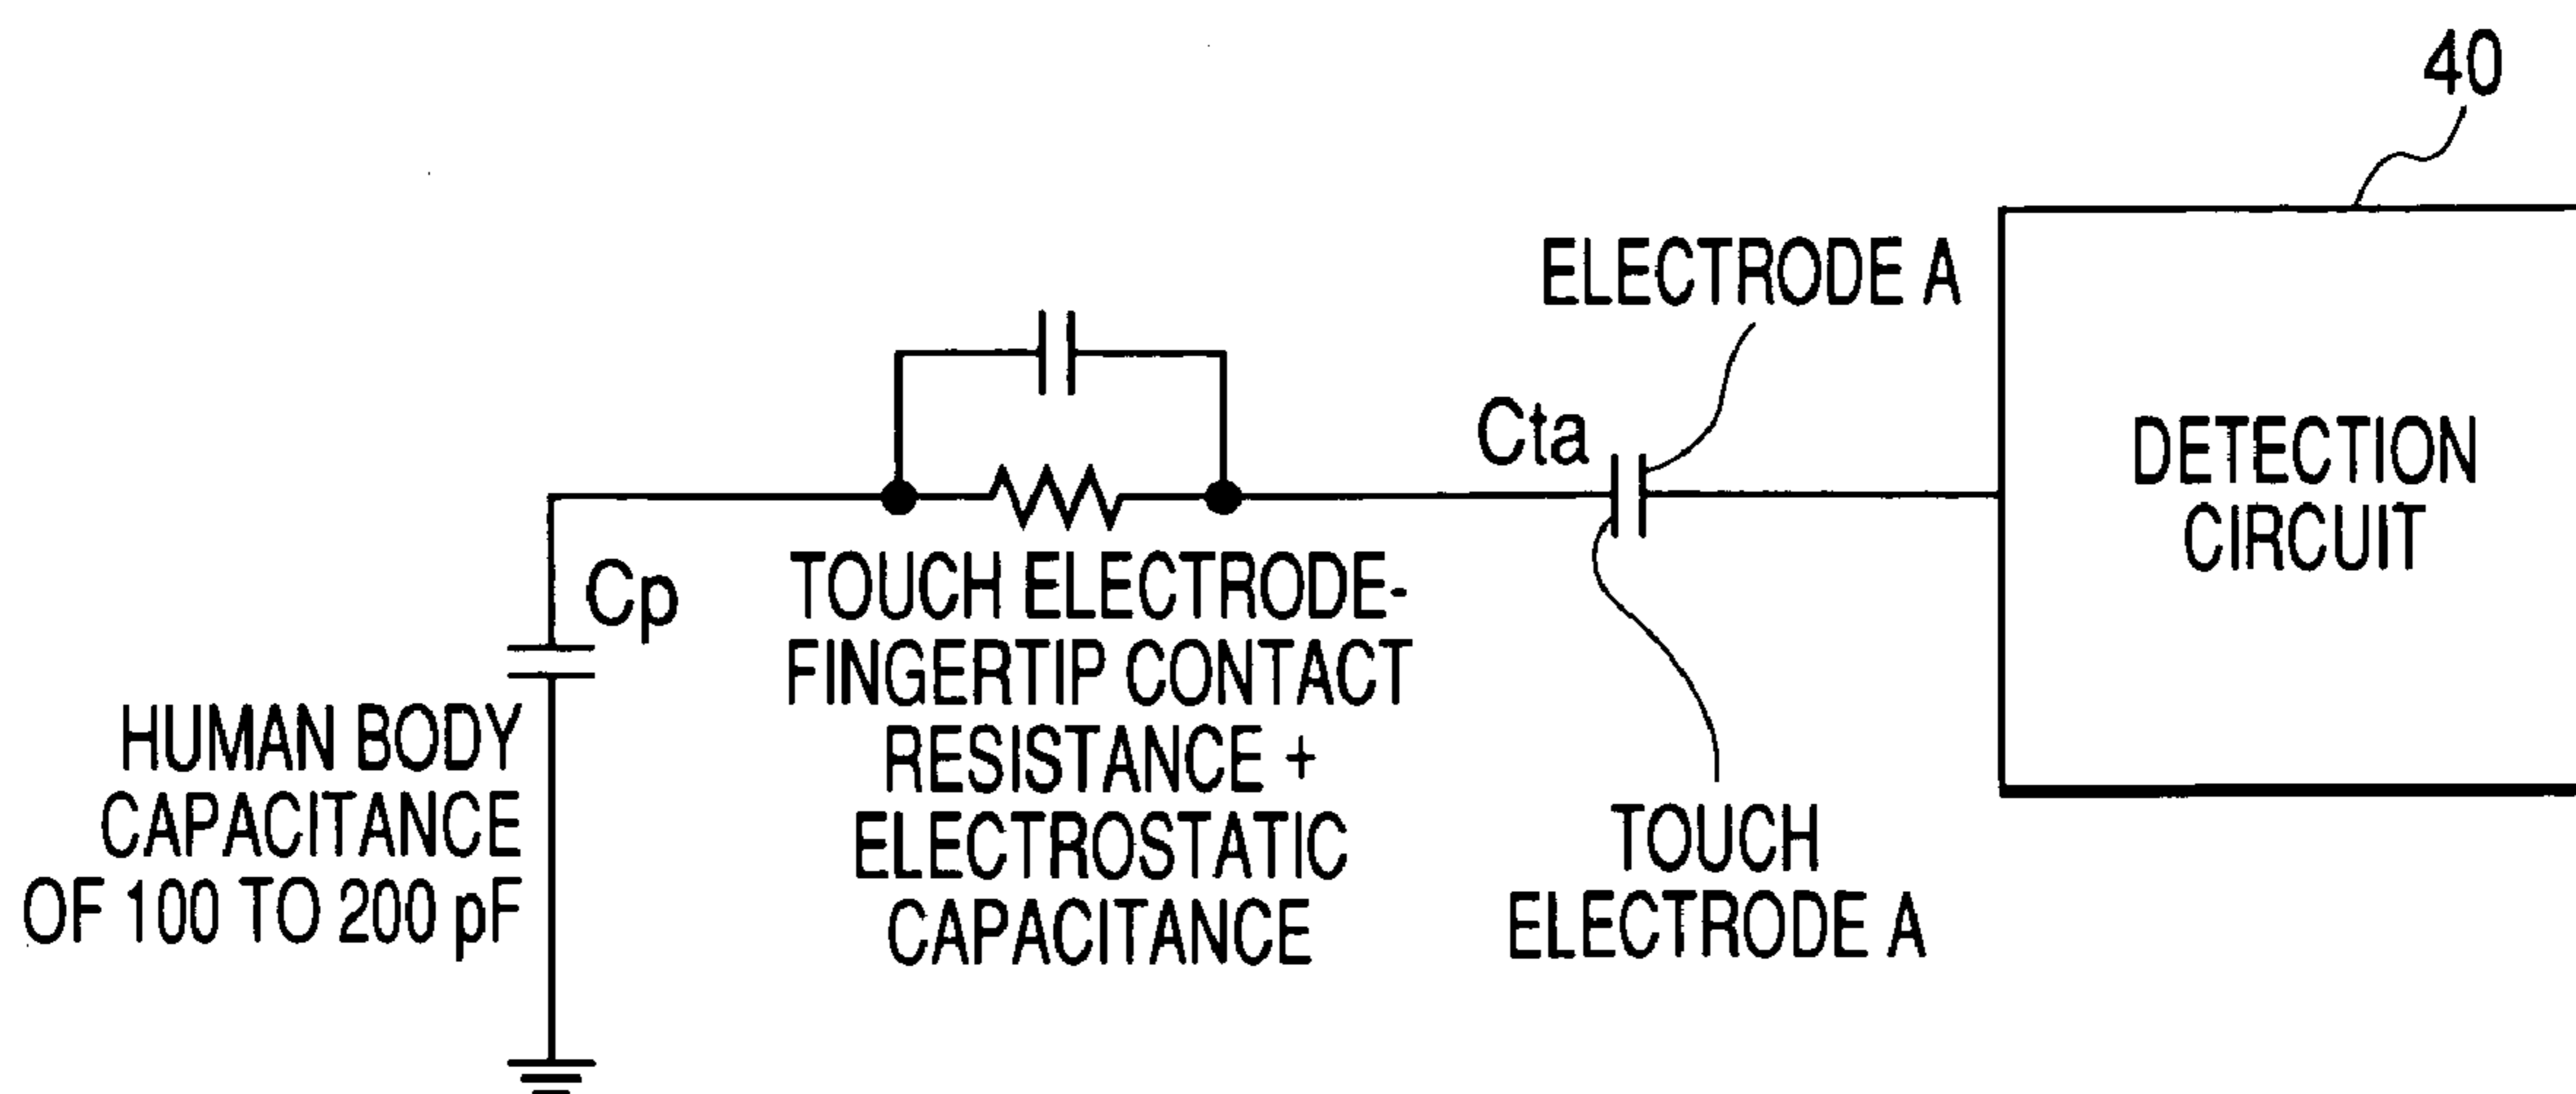 40
ELECTRODE A
Cta
DETECTION
CIRCUIT
Cp
TOUCH ELECTRODE-
FINGERTIP CONTACT
RESISTANCE +
ELECTROSTATIC
CAPACITANCE
HUMAN BODY
CAPACITANCE
OF 100 TO 200 pF
TOUCH
ELECTRODE A